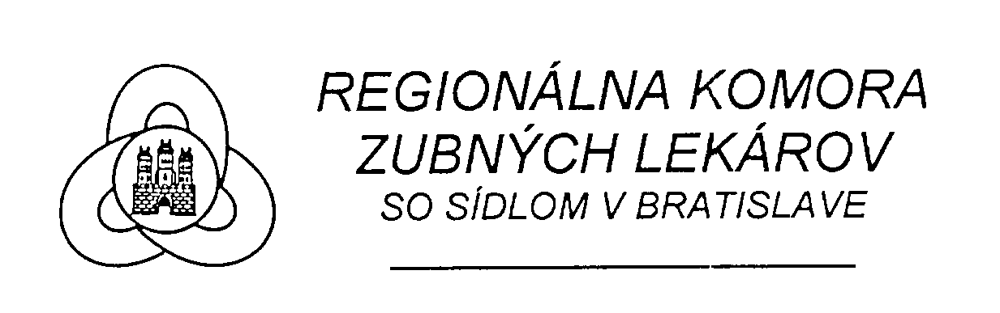 REGIONÁLNA KOMORA
ZUBNÝCH LEKÁROV
SO SÍDLOM V BRATISLAVE